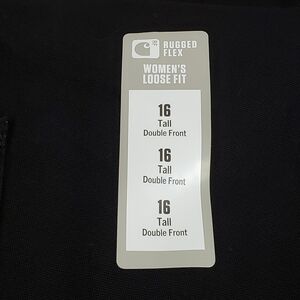 RUGGED
FLEX
WOMEN'S
LOOSE FIT
16
Tall
Double Front
16
Tall
Double Front
16
Tall
Double Front